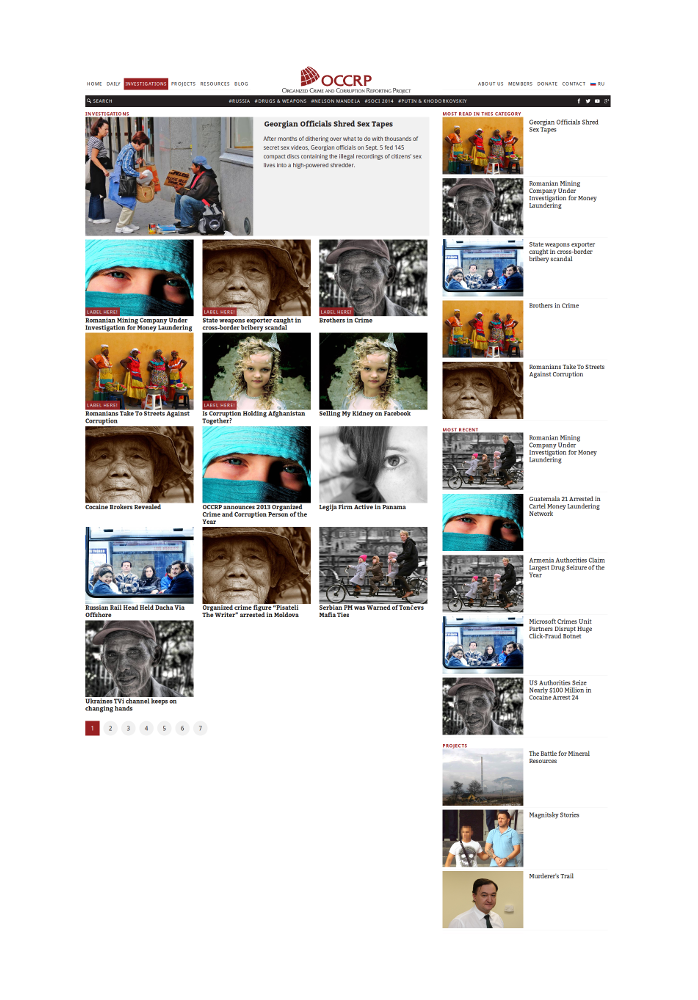 HOME DAILY INVESTIGATIONS PROJECTS RESOURCES BLOG
OCCRP
ORGANIZED CRIME AND CORRUPTION REPORTING PROJECT
ABOUT US MEMBERS DONATE CONTACT RU
SEARCH
#RUSSIA #DRUGS & WEAPONS #NELSON MANDELA #SOCI 2014 #PUTIN & KHODORKOVSKIY
INVESTIGATIONS
Georgian Officials Shred Sex Tapes
After months of dithering over what to do with thousands of
secret sex videos, Georgian officials on Sept. 5 fed 145
compact discs containing the illegal recordings of citizens' sex
lives into a high-powered shredder.
LABEL HERE!
Romanian Mining Company Under
Investigation for Money Laundering
LABEL HERE!
State weapons exporter caught in
cross-border bribery scandal
LABEL HERE!
Brothers in Crime
LABEL HERE!
Romanians Take To Streets Against
Corruption
LABEL HERE!
Is Corruption Holding Afghanistan
Together?
Selling My Kidney on Facebook
Cocaine Brokers Revealed
OCCRP announces 2013 Organized
Crime and Corruption Person of the
Year
Legija Firm Active in Panama
Russian Rail Head Held Dacha Via
Offshore
Organized crime figure "Pisateli
The Writer" arrested in Moldova
Serbian PM was Warned of Tončevs
Mafia Ties
Ukraines TVi channel keeps on
changing hands
1 2 3 4 5 6 7
MOST READ IN THIS CATEGORY
Georgian Officials Shred
Sex Tapes
Romanian Mining
Company Under
Investigation for Money
Laundering
State weapons exporter
caught in cross-border
bribery scandal
Brothers in Crime
Romanians Take To Streets
Against Corruption
MOST RECENT
Romanian Mining
Company Under
Investigation for Money
Laundering
Guatemala 21 Arrested in
Cartel Money Laundering
Network
Armenia Authorities Claim
Largest Drug Seizure of the
Year
Microsoft Crimes Unit
Partners Disrupt Huge
Click-Fraud Botnet
US Authorities Seize
Nearly $100 Million in
Cocaine Arrest 24
PROJECTS
The Battle for Mineral
Resources
Magnitsky Stories
Murderer's Trail